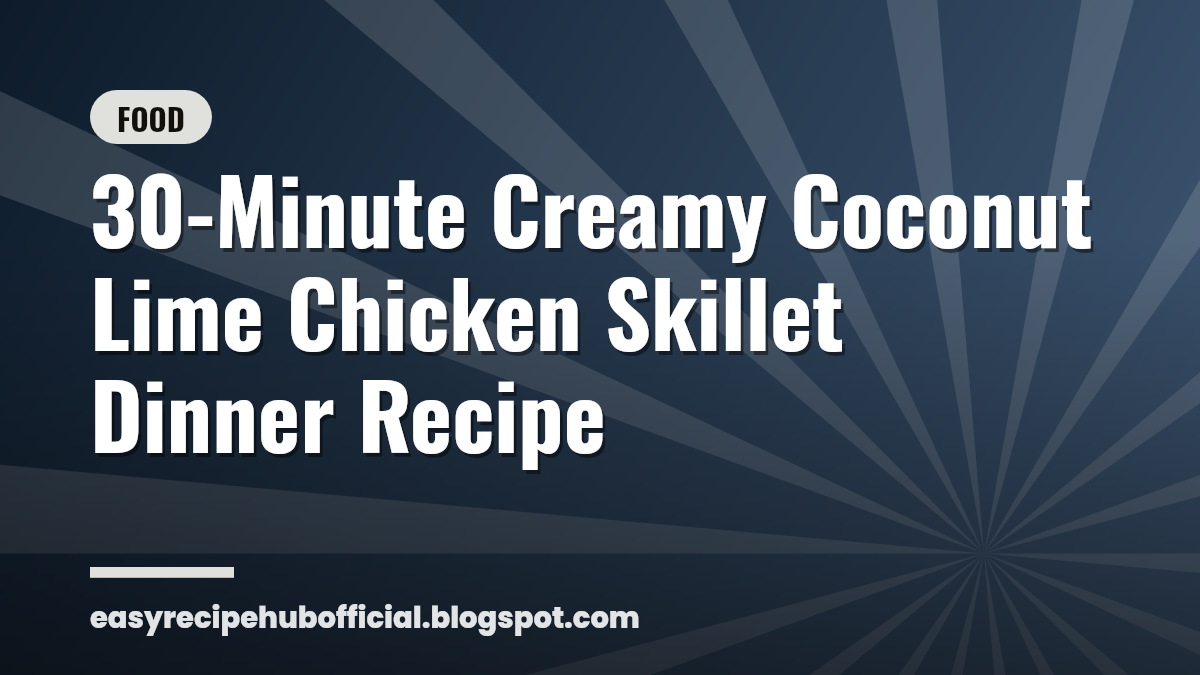 FOOD
30-Minute Creamy Coconut
Lime Chicken Skillet
Dinner Recipe
easyrecipehubofficial.blogspot.com